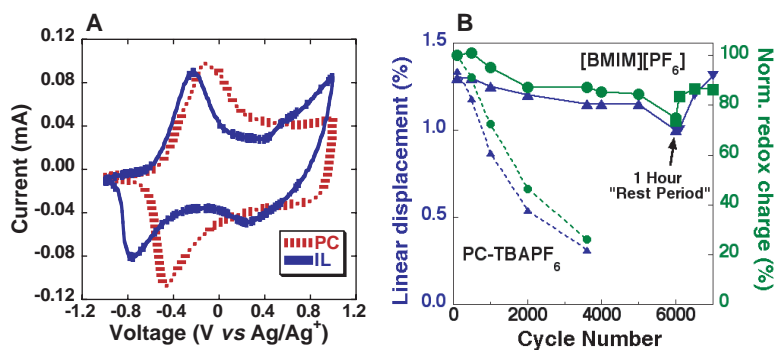 A
Current (mA)
0.12
0.08
0.04
0.00
-0.04
-0.08
0.12
PC
IL
-1.2 -0.8 -0.4 0.0 0.4 0.8 1.2
Voltage (V vs Ag/Ag+)
B
Linear displacement (%)
1.5
1.0
0.5
0.0
[BMIM][PF6]
1 Hour
"Rest Period"
PC-TBAPF6
0 2000 4000 6000
Cycle Number
100
80
60
40
20
0
Norm. redox
charge (%)